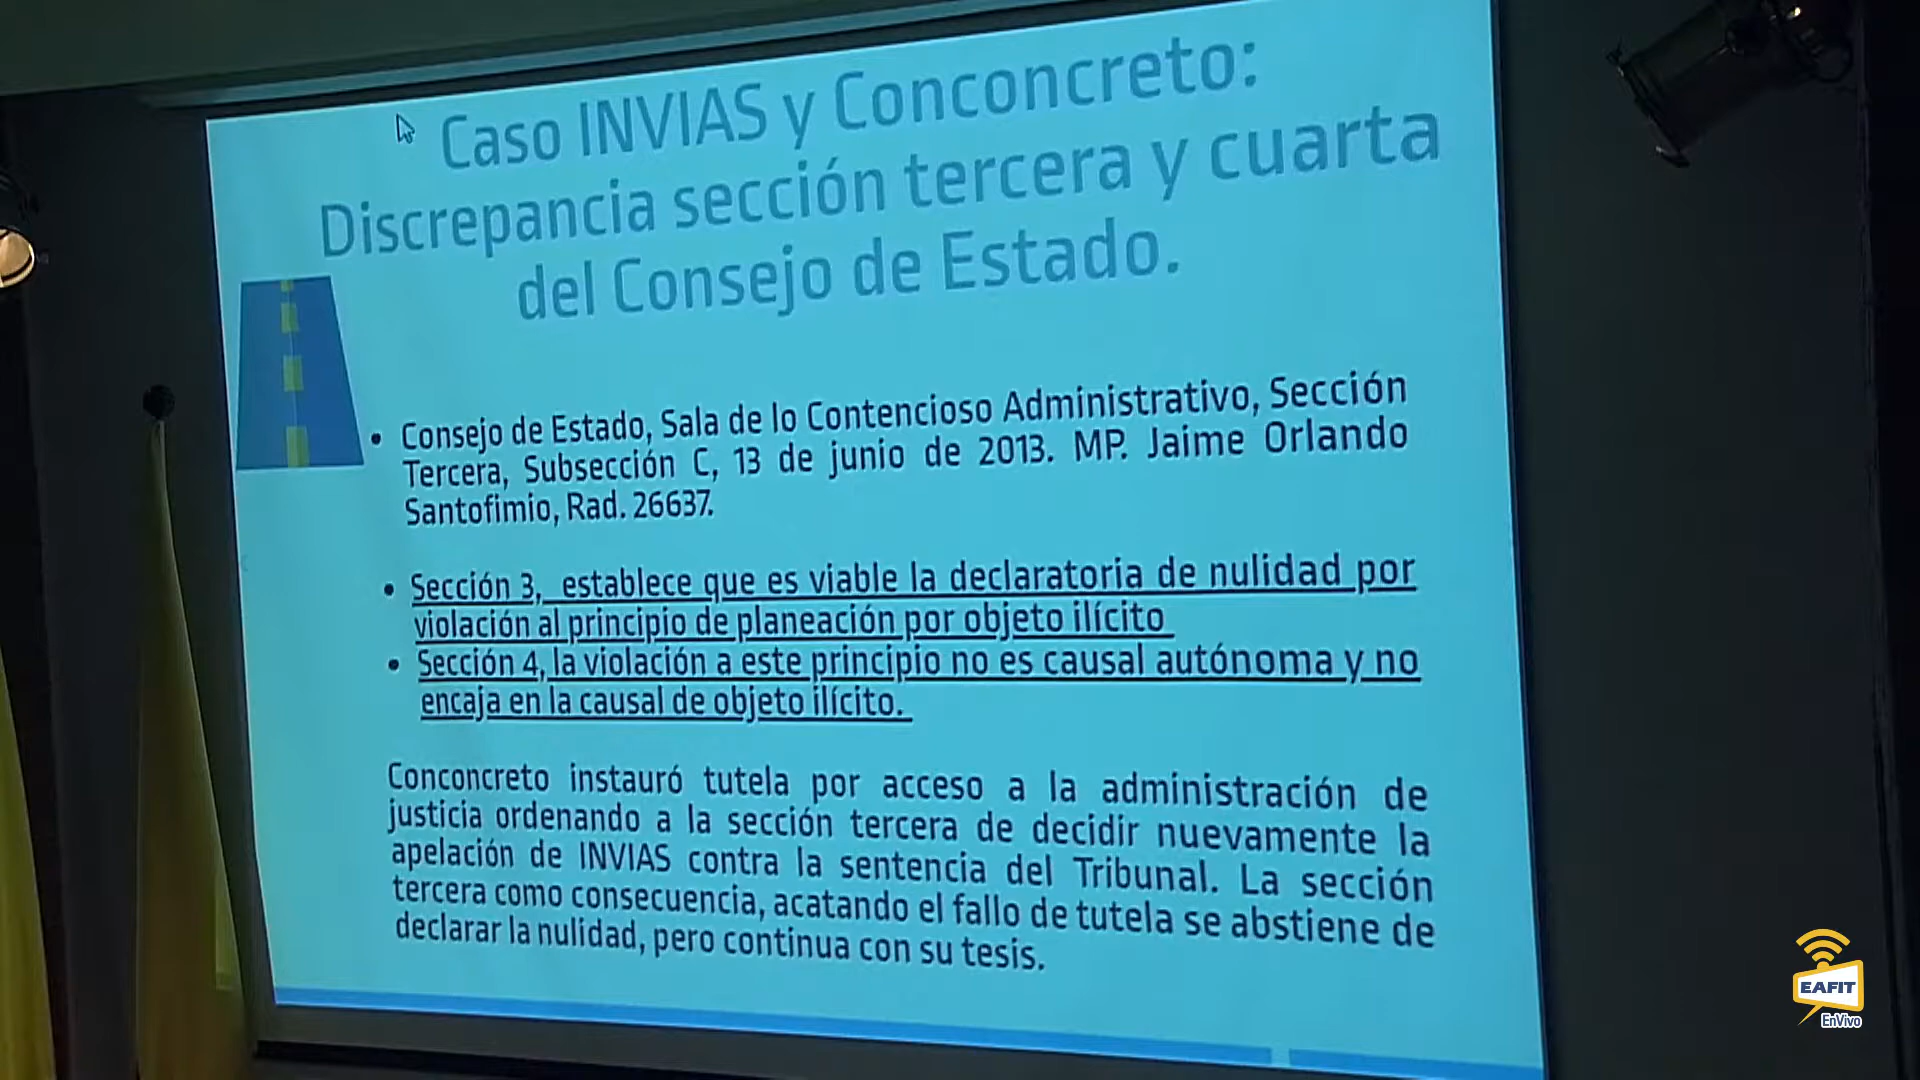 Caso INVIAS y Conconcreto:
Discrepancia sección tercera y cuarta
del Consejo de Estado.
• Consejo de Estado, Sala de lo Contencioso Administrativo, Sección
Tercera, Subsección C, 13 de junio de 2013. MP. Jaime Orlando
Santofimio, Rad. 26637.
• Sección 3, establece que es viable la declaratoria de nulidad por
violación al principio de planeación por objeto ilícito
• Sección 4, la violación a este principio no es causal autónoma y no
encaja en la causal de objeto ilícito.
Conconcreto instauró tutela por acceso a la administración de
justicia ordenando a la sección tercera de decidir nuevamente la
apelación de INVIAS contra la sentencia del Tribunal. La sección
tercera como consecuencia, acatando el fallo de tutela se abstiene de
declarar la nulidad, pero continua con su tesis.
EAFIT
EnVivo